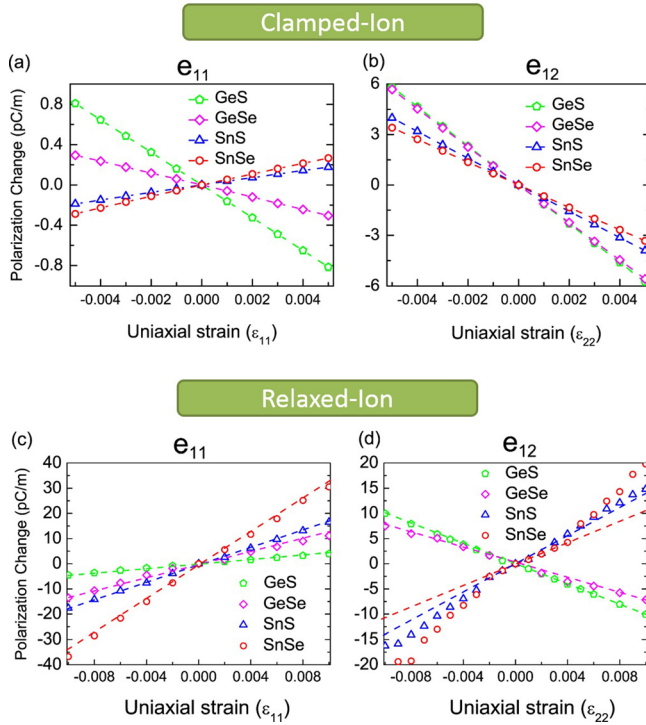 Clamped-Ion
(a)
e11
GeS
GeSe
SnS
SnSe
Polarization Change (pC/m)
0.8
0.4
0.0
-0.4
-0.8
-0.004 -0.002 0.000 0.002 0.004
Uniaxial strain (ε11)
(b)
e12
GeS
GeSe
SnS
SnSe
6
3
0
-3
-6
-0.004 -0.002 0.000 0.002 0.004
Uniaxial strain (ε22)
Relaxed-Ion
(c)
e11
Polarization Change (pC/m)
40
30
20
10
0
-10
-20
-30
-40
GeS
GeSe
SnS
SnSe
-0.008 -0.004 0.000 0.004 0.008
Uniaxial strain (ε11)
(d)
e12
GeS
GeSe
SnS
SnSe
20
15
10
5
0
-5
-10
-15
-20
-0.008 -0.004 0.000 0.004 0.008
Uniaxial strain (ε22)